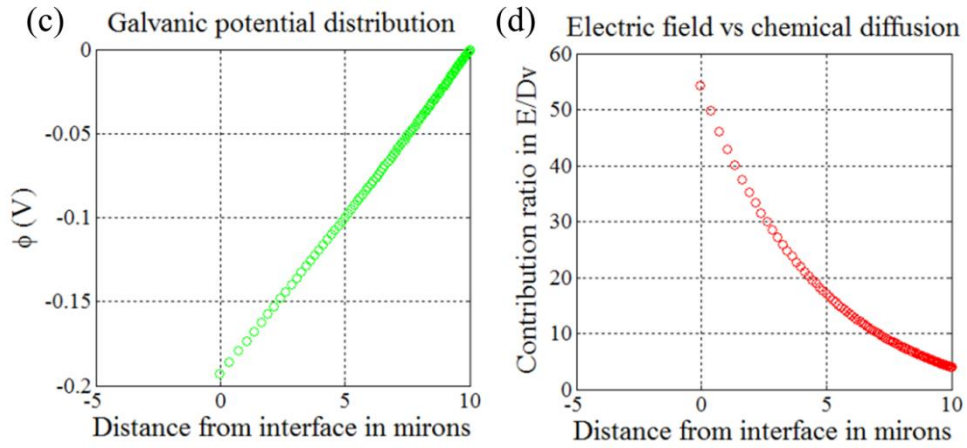 (c) Galvanic potential distribution
0
-0.05
-0.1
-0.15
-0.2
ϕ (V)
-5 0 5 10
Distance from interface in mirons
(d) Electric field vs chemical diffusion
60
50
40
30
20
10
0
Contribution ratio in E/Dv
-5 0 5 10
Distance from interface in mirons